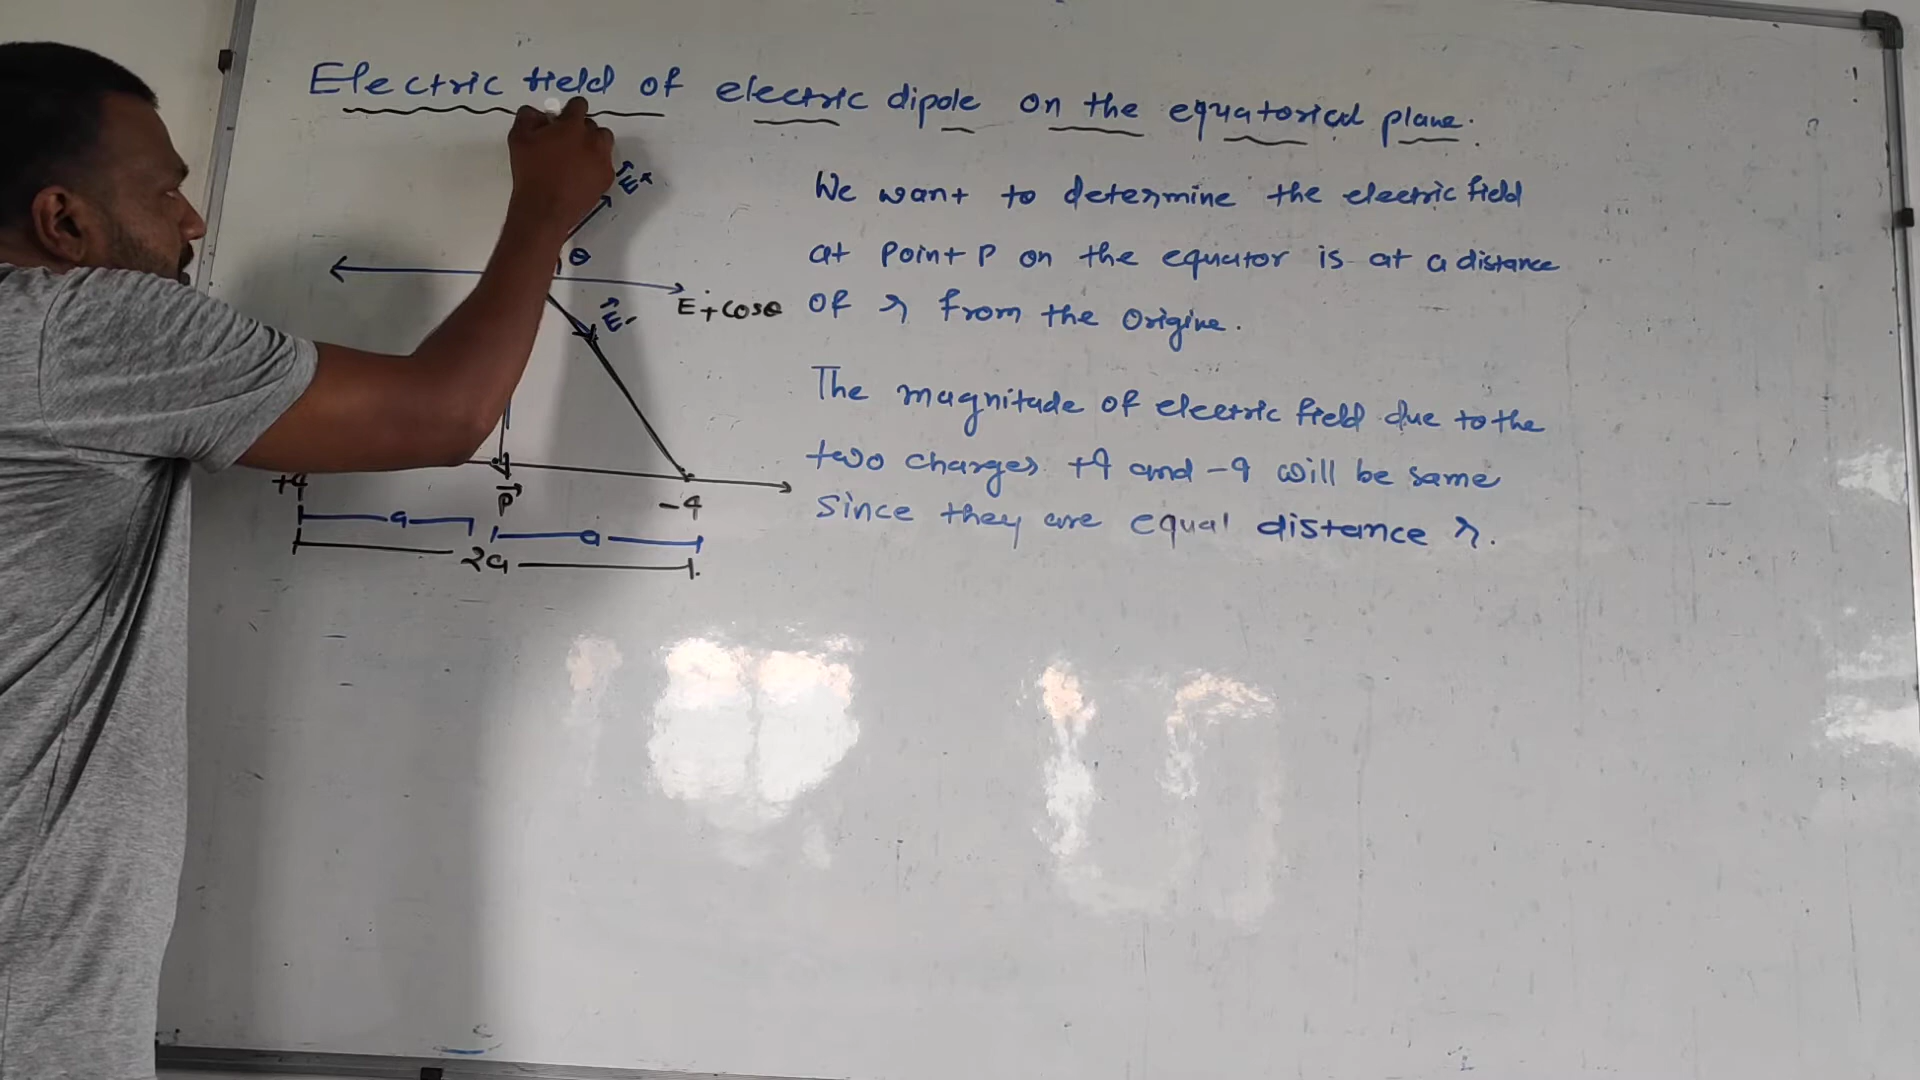 Electric field of electric dipole on the equatorical plane.
We want to determine the electric field
at point P on the equator is at a distance
of r from the origine.
The magnitude of electric field due to the
two charges +q and -q will be same
since they are equal distance r.
E+
θ
E-
E+cosθ
+q
P
-q
a
a
2a